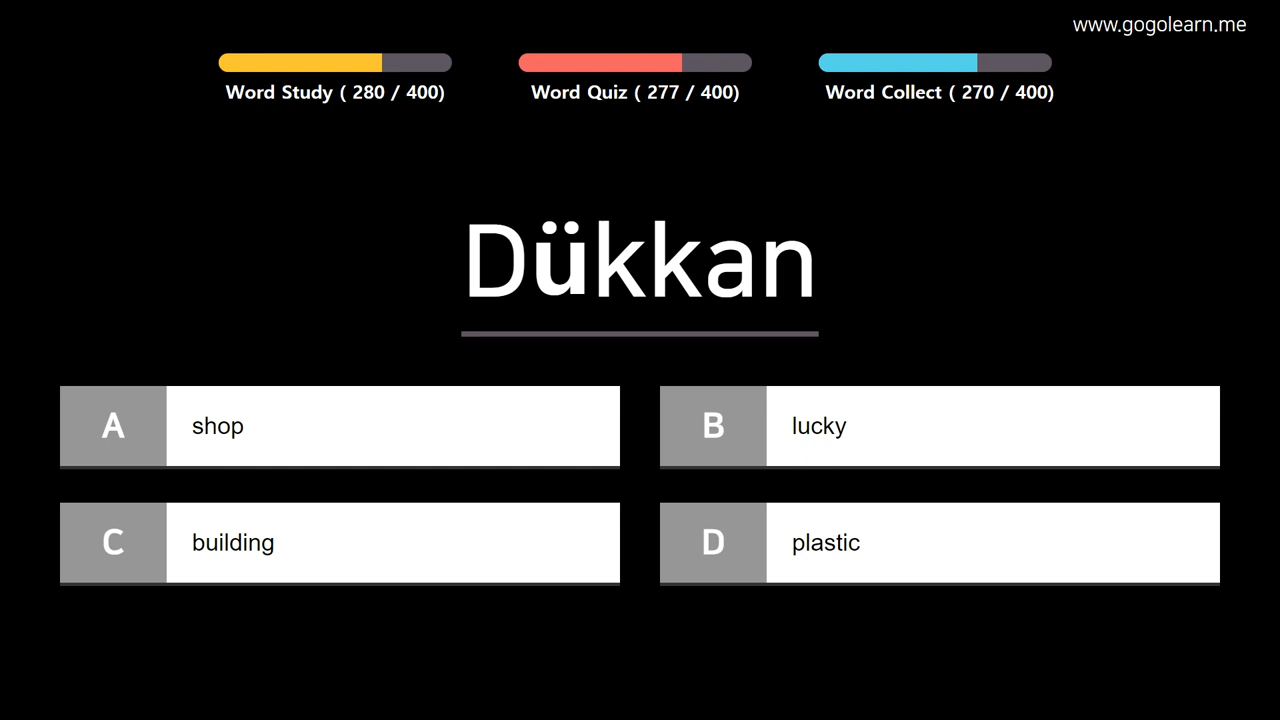 www.gogolearn.me
Word Study ( 280 / 400)
Word Quiz ( 277 / 400)
Word Collect ( 270 / 400)
Dükkan
A shop
B lucky
C building
D plastic